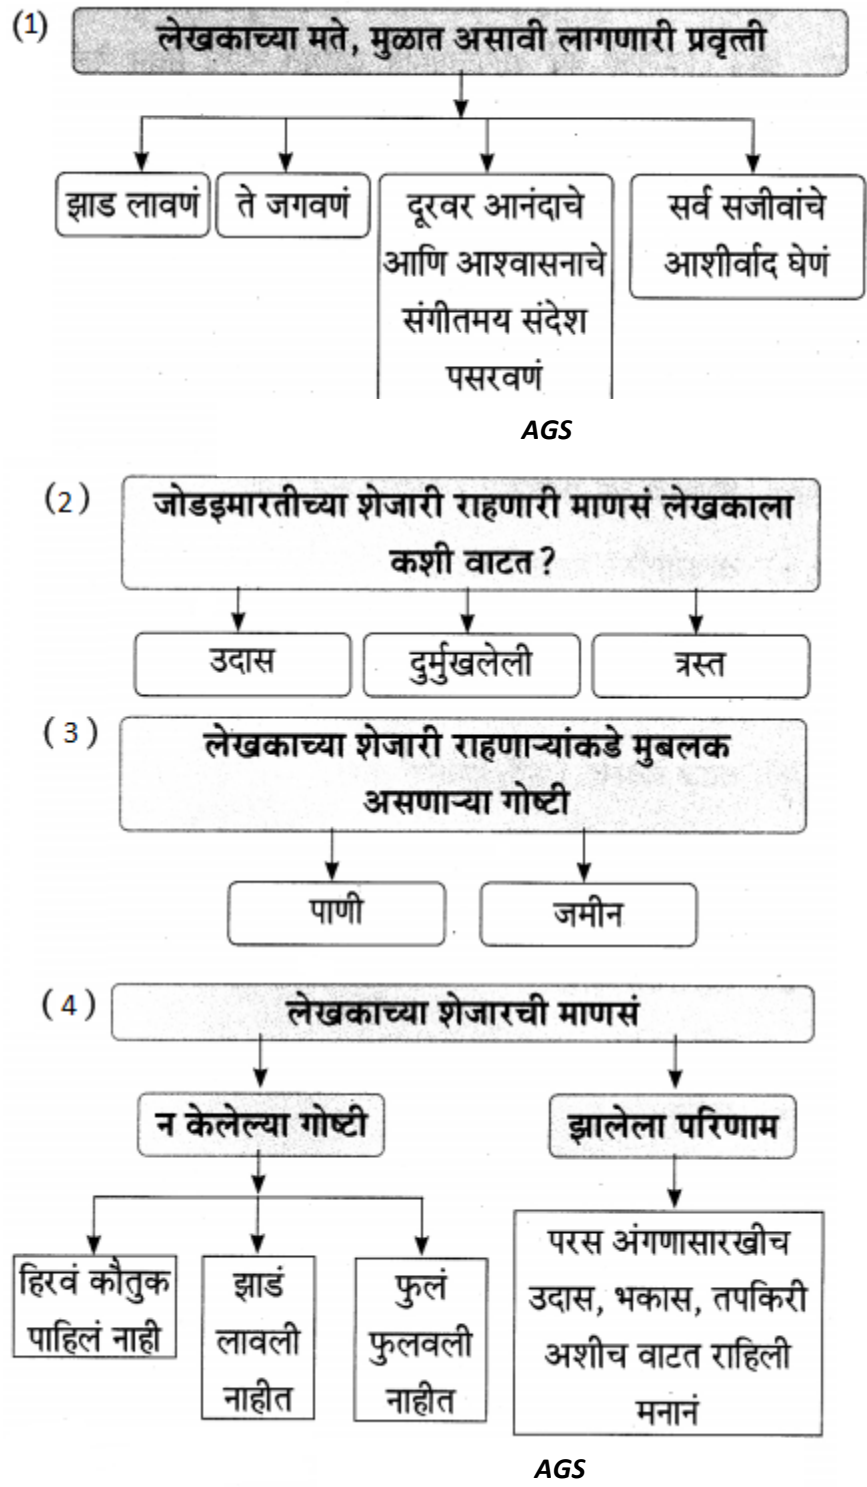 (1)
लेखकाच्या मते, मुळात असावी लागणारी प्रवृत्ती
झाड लावणं
ते जगवणं
दूरवर आनंदाचे
आणि आश्वासनाचे
संगीतमय संदेश
पसरवणं
सर्व सजीवांचे
आशीर्वाद घेणं
AGS
(2)
जोडइमारतीच्या शेजारी राहणारी माणसं लेखकाला
कशी वाटत?
उदास
दुर्मुखलेली
त्रस्त
(3)
लेखकाच्या शेजारी राहणाऱ्यांकडे मुबलक
असणाऱ्या गोष्टी
पाणी
जमीन
(4)
लेखकाच्या शेजारची माणसं
न केलेल्या गोष्टी
हिरवं कौतुक
पाहिलं नाही
झाडं
लावली
नाहीत
फुलं
फुलवली
नाहीत
झालेला परिणाम
परस अंगणासारखीच
उदास, भकास, तपकिरी
अशीच वाटत राहिली
मनानं
AGS